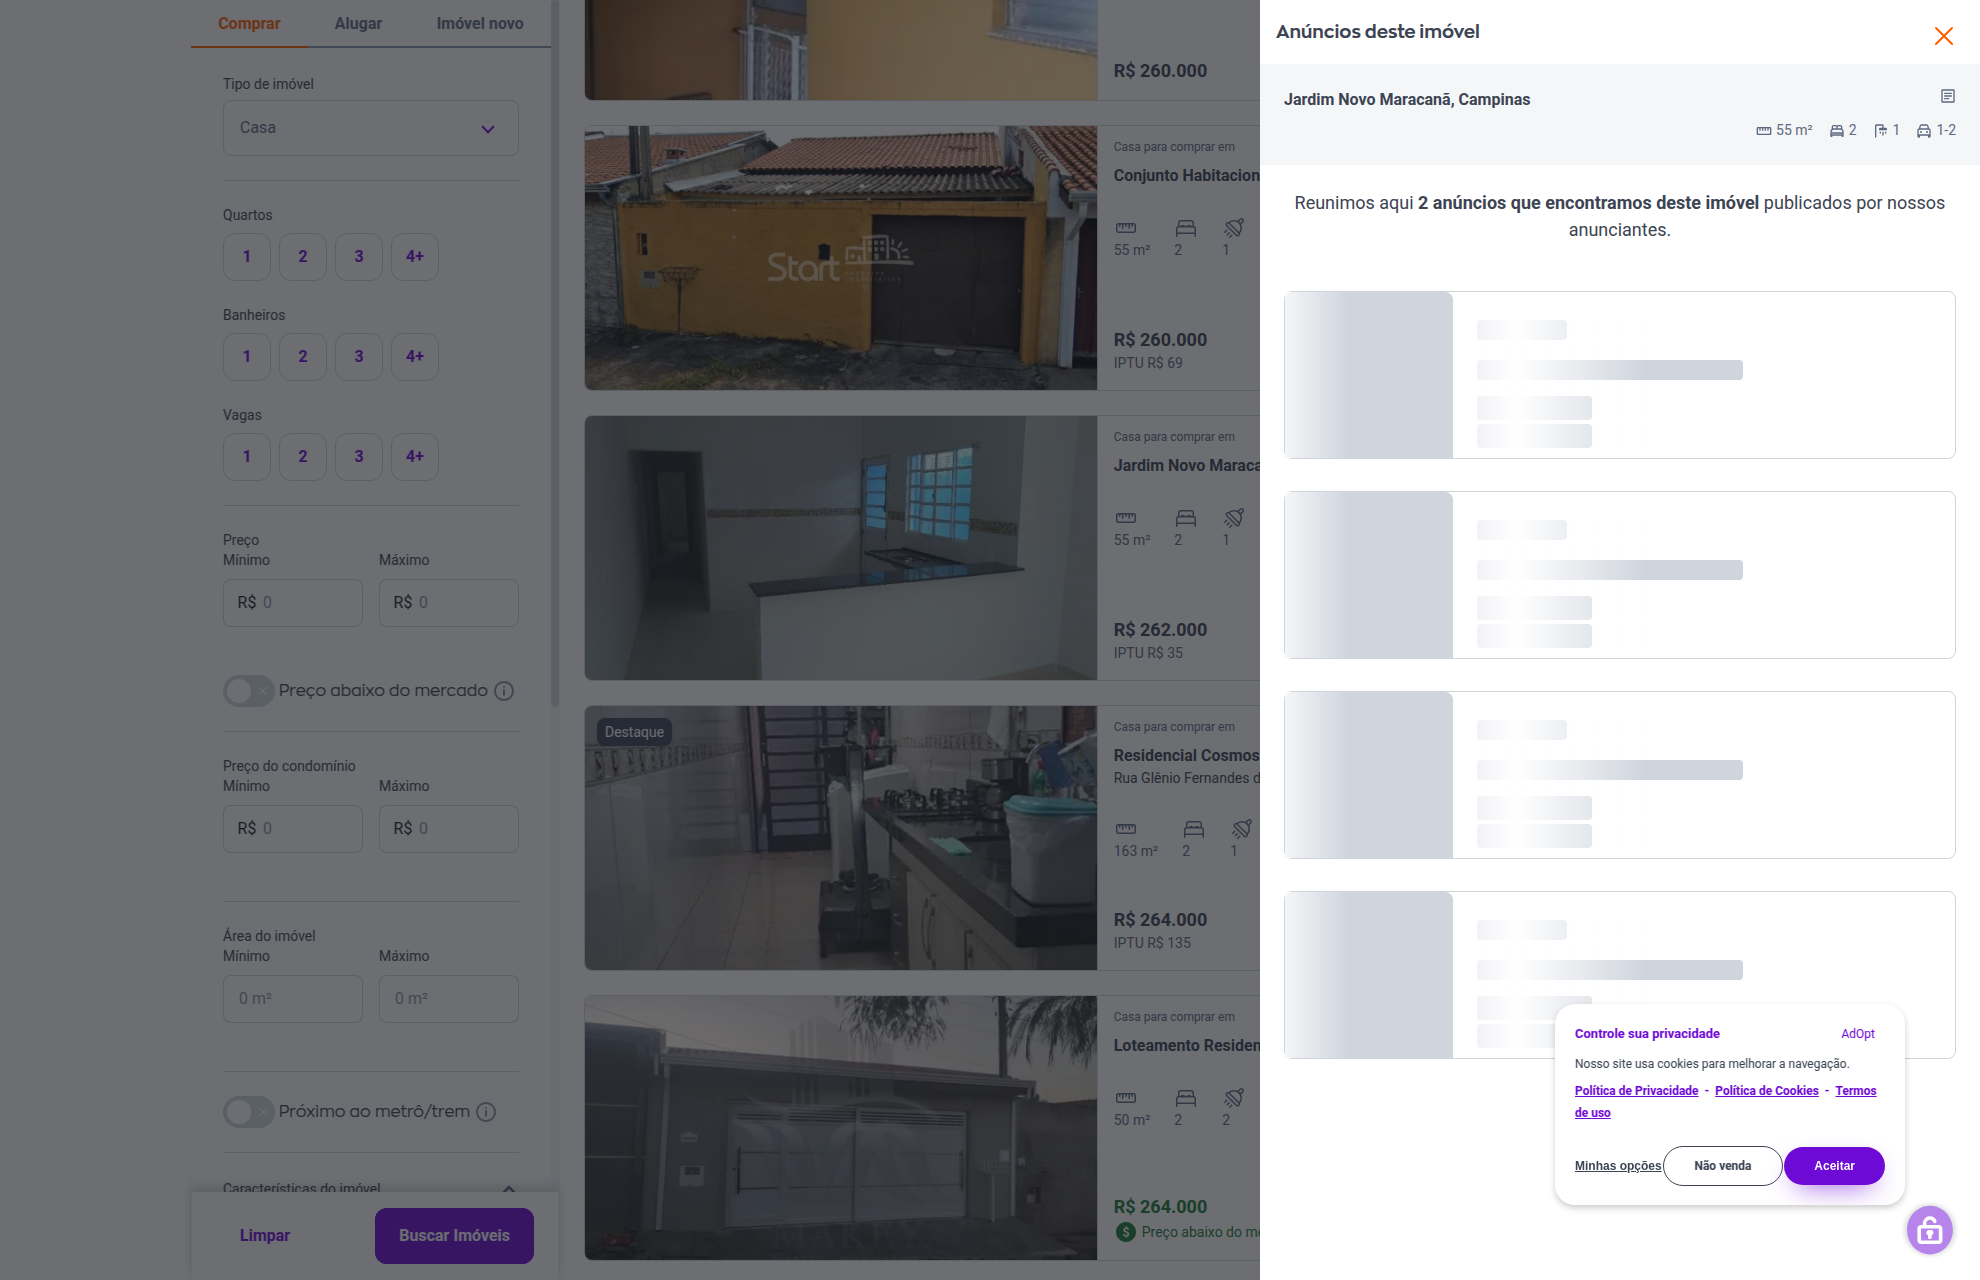 Comprar
Alugar
Imóvel novo
Tipo de imóvel
Casa
Quartos
1
2
3
4+
Banheiros
1
2
3
4+
Vagas
1
2
3
4+
Preço
Mínimo
Máximo
R$ 0
R$ 0
Preço abaixo do mercado
Preço do condomínio
Mínimo
Máximo
R$ 0
R$ 0
Área do imóvel
Mínimo
Máximo
0 m²
0 m²
Próximo ao metrô/trem
Características do imóvel
Limpar
Buscar Imóveis
R$ 260.000
Start
Casa para comprar em
Conjunto Habitacion
55 m²
2
1
R$ 260.000
IPTU R$ 69
Casa para comprar em
Jardim Novo Maraca
55 m²
2
1
R$ 262.000
IPTU R$ 35
Destaque
Casa para comprar em
Residencial Cosmos
Rua Glênio Fernandes d
163 m²
2
1
R$ 264.000
IPTU R$ 135
Casa para comprar em
Loteamento Residen
50 m²
2
2
R$ 264.000
Preço abaixo do me
Anúncios deste imóvel
Jardim Novo Maracanã, Campinas
55 m²
2
1
1-2
Reunimos aqui 2 anúncios que encontramos deste imóvel publicados por nossos
anunciantes.
Controle sua privacidade
AdOpt
Nosso site usa cookies para melhorar a navegação.
Política de Privacidade - Política de Cookies - Termos
de uso
Minhas opções
Não venda
Aceitar